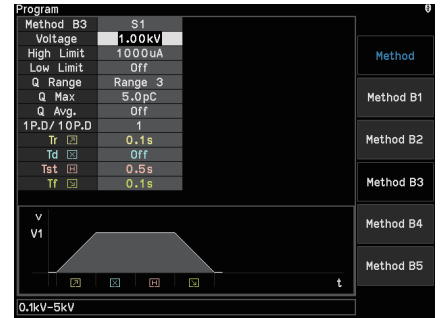 Program
Method B3 S1
Voltage 1.00kV
High Limit 1000uA
Low Limit Off
Q Range Range 3
Q Max 5.0pC
Q Avg. Off
1P.D/10P.D 1
Tr 0.1s
Td Off
Tst H 0.5s
Tf 0.1s
V
V1
H
t
0.1kV-5kV
Method
Method B1
Method B2
Method B3
Method B4
Method B5